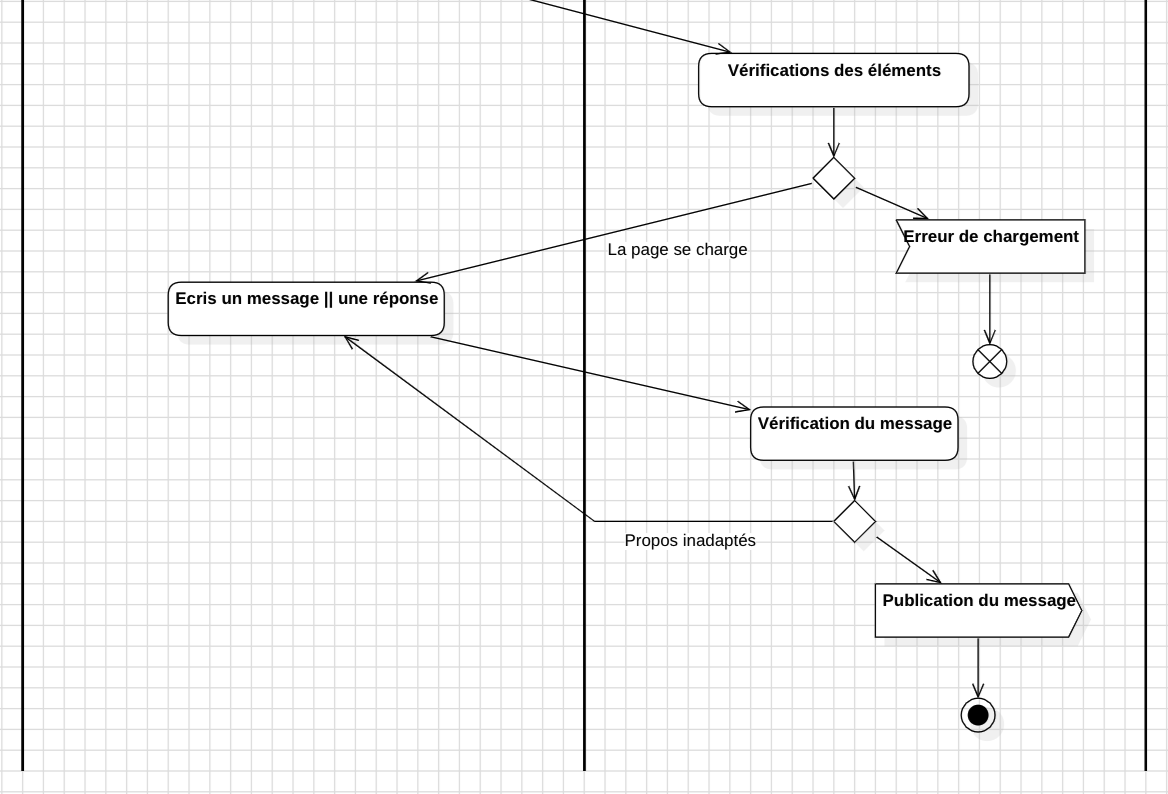 Vérifications des éléments
Erreur de chargement
La page se charge
Ecris un message || une réponse
Vérification du message
Propos inadaptés
Publication du message